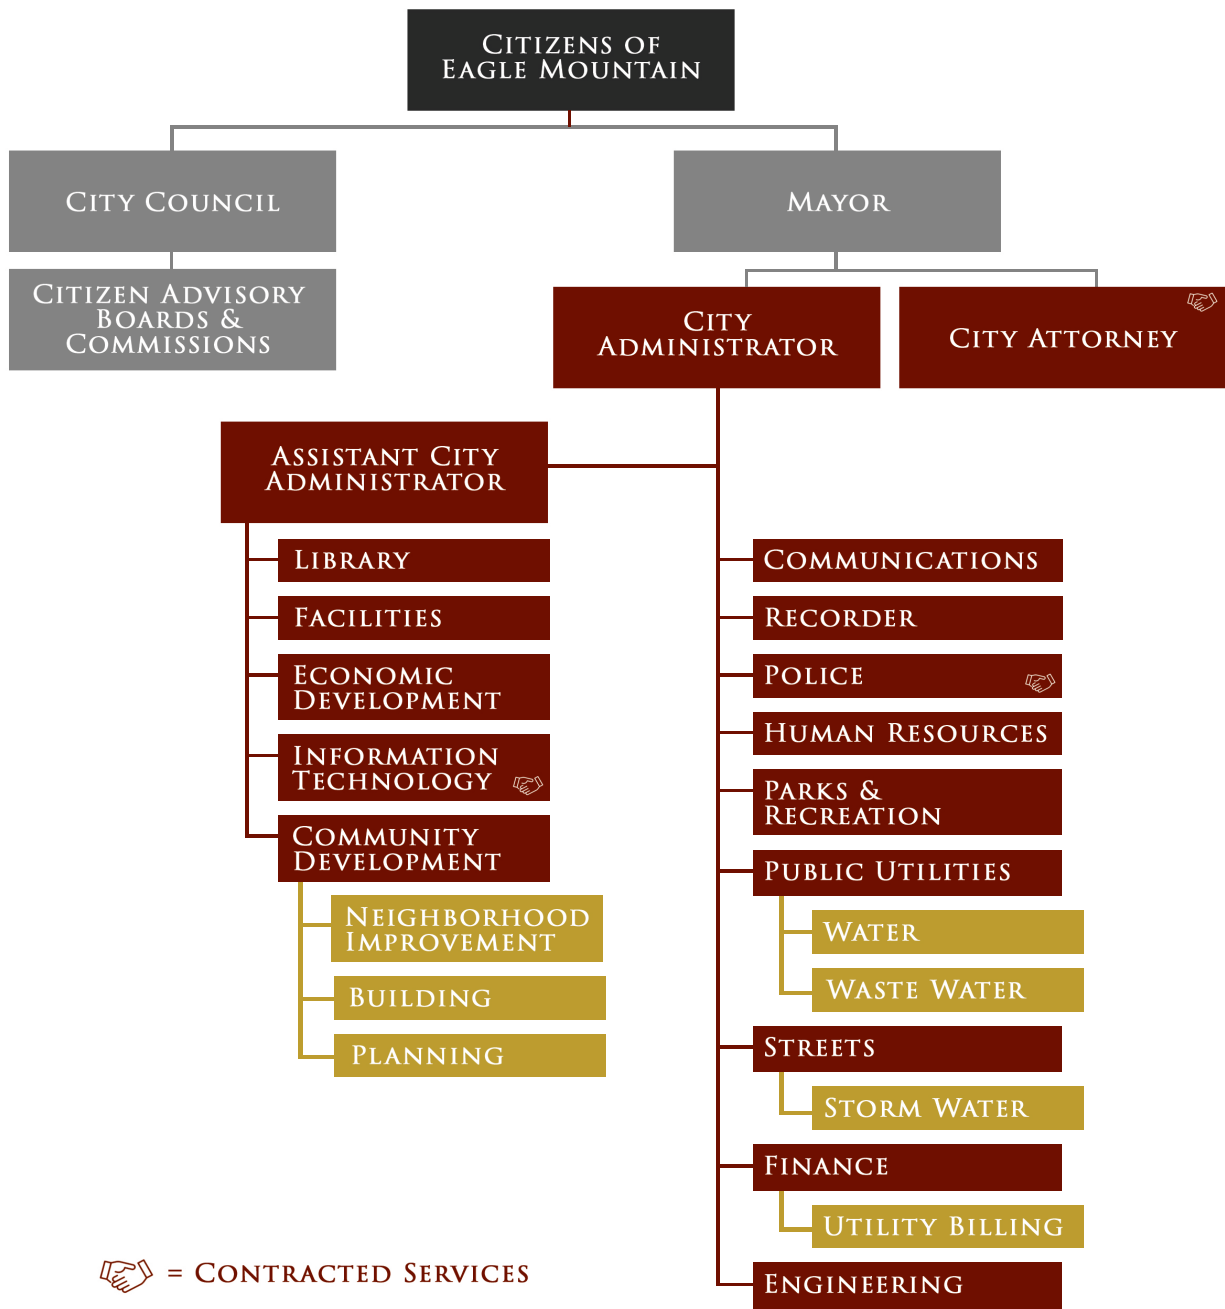 Citizens of
Eagle Mountain
City Council
Mayor
Citizen Advisory
Boards &
Commissions
City
Administrator
City Attorney
Assistant City
Administrator
Library
Facilities
Economic
Development
Information
Technology
Community
Development
Neighborhood
Improvement
Building
Planning
Communications
Recorder
Police
Human Resources
Parks &
Recreation
Public Utilities
Water
Waste Water
Streets
Storm Water
Finance
Utility Billing
Engineering
= Contracted Services